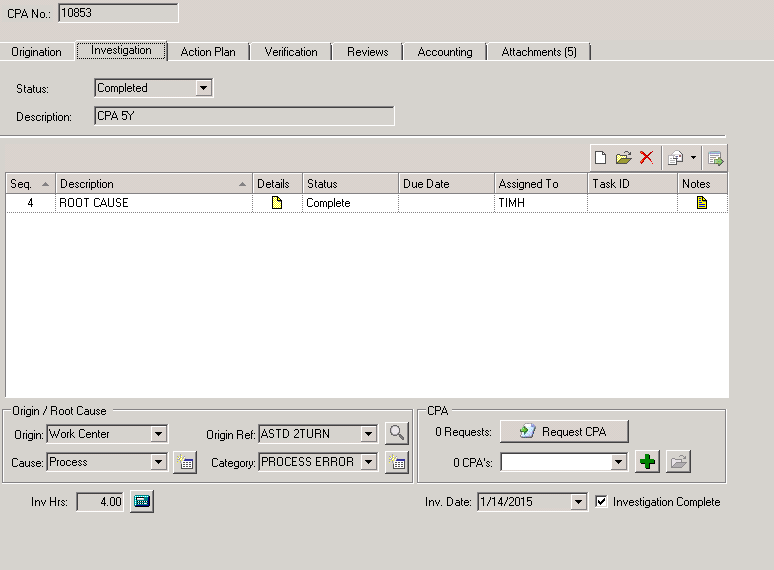 CPA No.: 10853
Origination Investigation Action Plan Verification Reviews Accounting Attachments (5)
Status: Completed
Description: CPA 5Y
Seq. Description Details Status Due Date Assigned To Task ID Notes
4 ROOT CAUSE Complete TIMH
Origin / Root Cause CPA
Origin: Work Center Origin Ref: ASTD 2TURN 0 Requests: Request CPA
Cause: Process Category: PROCESS ERROR 0 CPA's:
Inv Hrs: 4.00 Inv. Date: 1/14/2015 Investigation Complete